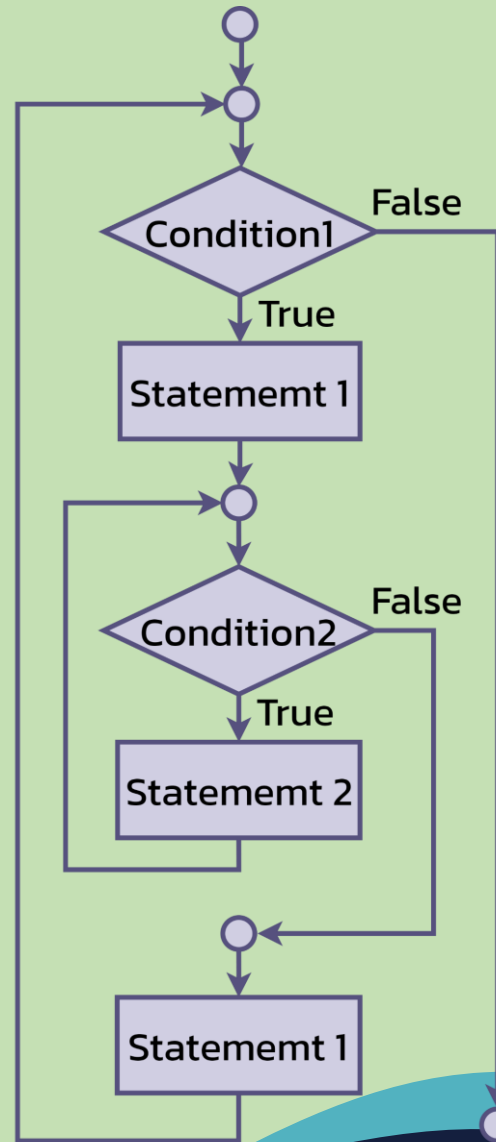 Condition1
False
True
Statememt 1
Condition2
False
True
Statememt 2
Statememt 1